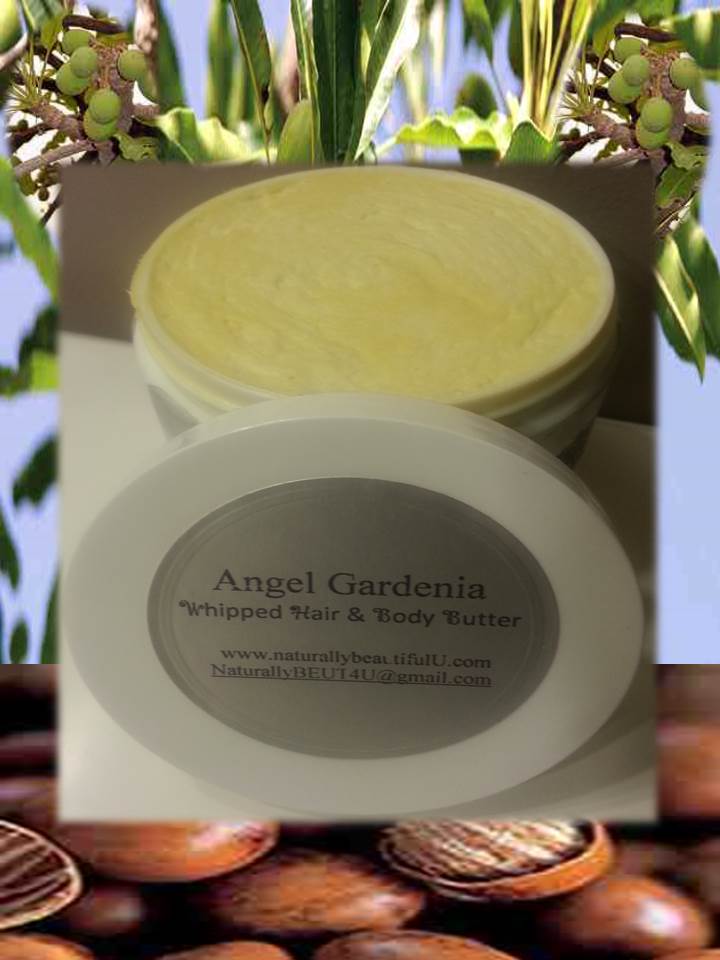 Angel Gardenia
Whipped Hair & Body Butter
www.naturallybeautifulU.com
NaturallyBEUT4U@gmail.com